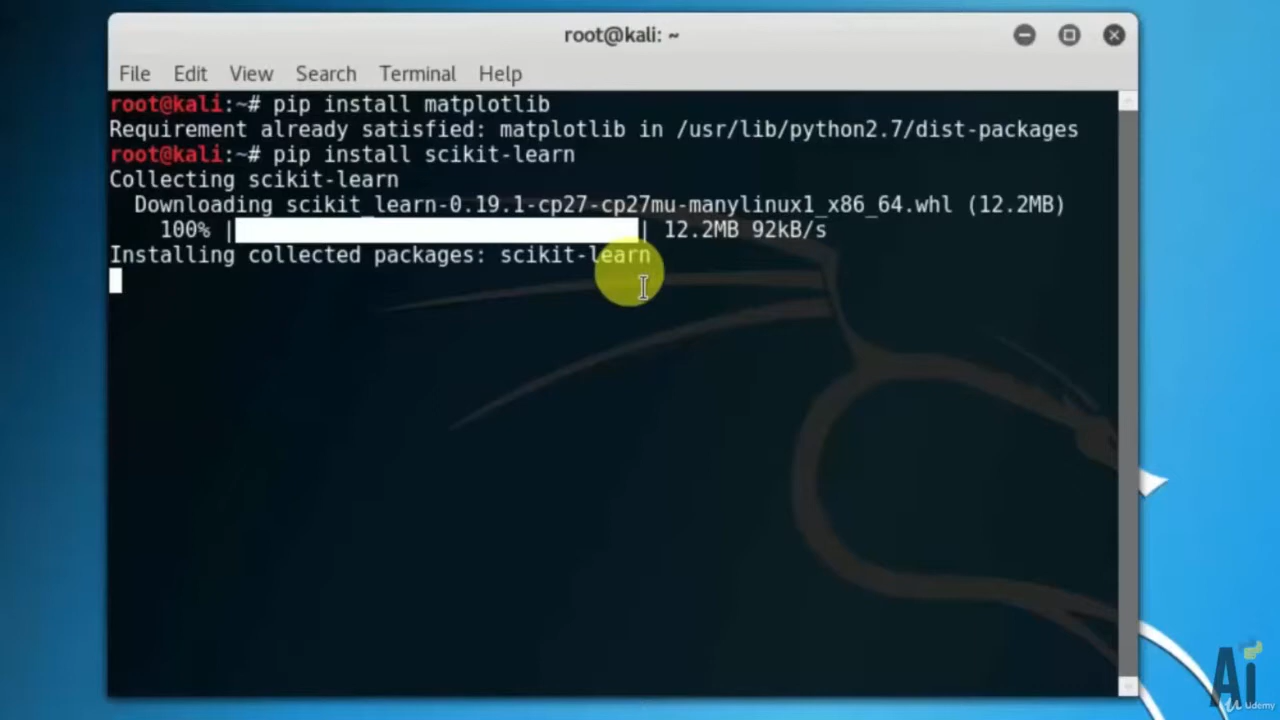 root@kali: ~
File Edit View Search Terminal Help
root@kali:~# pip install matplotlib
Requirement already satisfied: matplotlib in /usr/lib/python2.7/dist-packages
root@kali:~# pip install scikit-learn
Collecting scikit-learn
Downloading scikit_learn-0.19.1-cp27-cp27mu-manylinux1_x86_64.whl (12.2MB)
100% | | 12.2MB 92kB/s
Installing collected packages: scikit-learn
Ai
Udemy